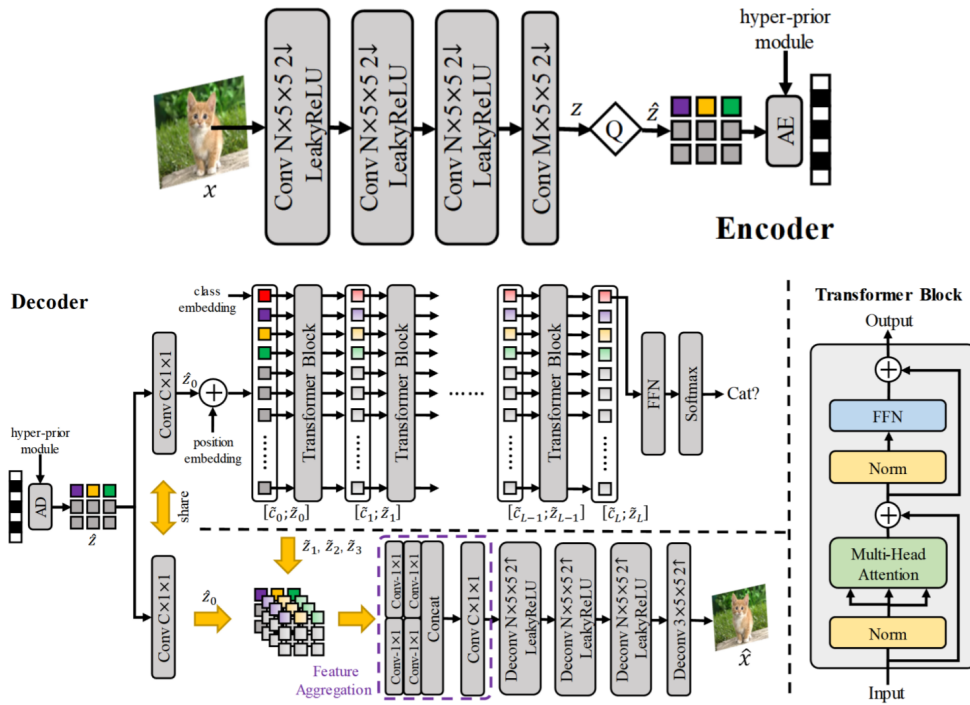 hyper-prior
module
Conv N×5×5 2↓
LeakyReLU
Conv N×5×5 2↓
LeakyReLU
Conv N×5×5 2↓
LeakyReLU
Conv M×5×5 2↓
z
Q
ẑ
AE
x
Encoder
Decoder
class
embedding
Conv C×1×1
ẑ₀
+
position
embedding
Transformer Block
Transformer Block
......
Transformer Block
FFN
Softmax
Cat?
[c̃₀;z̃₀]
[c̃₁;z̃₁]
[c̃_{L−1};z̃_{L−1}]
[c̃_L;z̃_L]
hyper-prior
module
AD
ẑ
share
z̃₁, z̃₂, z̃₃
Conv C×1×1
ẑ₀
Conv-1×1
Conv-1×1
Conv-1×1
Conv-1×1
Concat
Conv C×1×1
Feature
Aggregation
Deconv N×5×5 2↑
LeakyReLU
Deconv N×5×5 2↑
LeakyReLU
Deconv N×5×5 2↑
LeakyReLU
Deconv 3×5×5 2↑
x̂
Transformer Block
Output
+
FFN
Norm
+
Multi-Head
Attention
Norm
Input